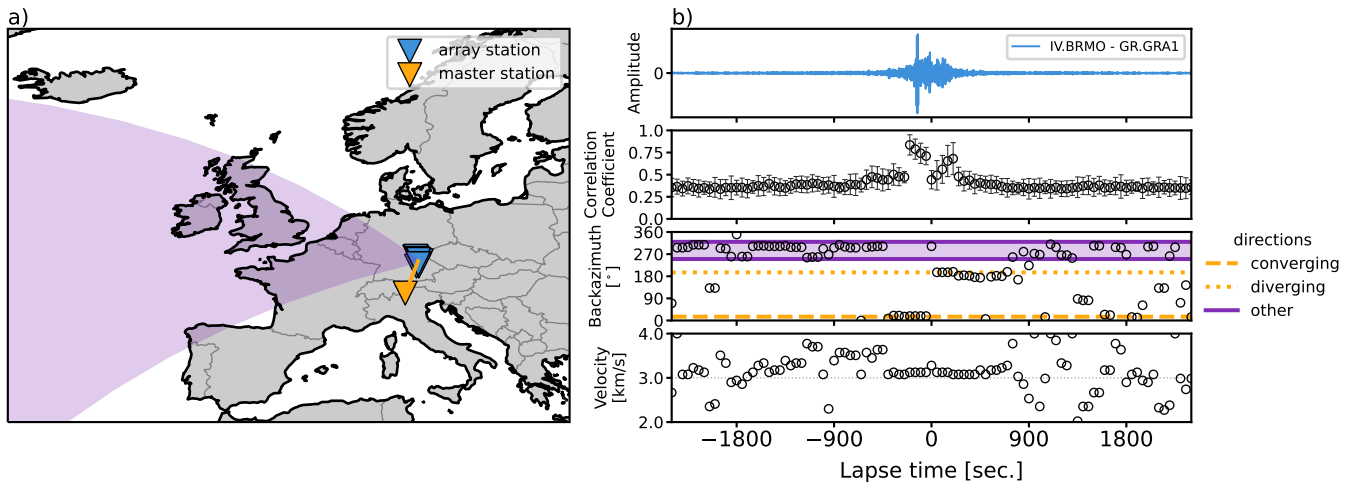 a)
array station
master station
b)
IV.BRMO - GR.GRA1
Amplitude
0
Correlation
Coefficient
1.0
0.75
0.5
0.25
0.0
Backazimuth
[°]
360
270
180
90
0
directions
converging
diverging
other
Velocity
[km/s]
4.0
3.0
2.0
−1800 −900 0 900 1800
Lapse time [sec.]